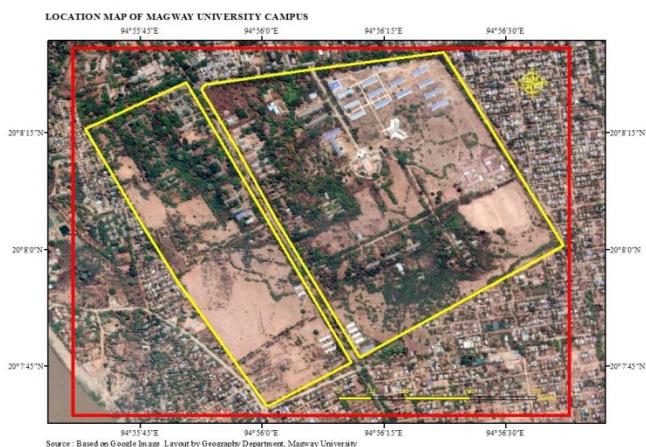 LOCATION MAP OF MAGWAY UNIVERSITY CAMPUS
94°55'45"E 94°56'0"E 94°56'15"E 94°56'30"E
20°8'15"N 20°8'15"N
20°8'0"N 20°8'0"N
20°7'45"N 20°7'45"N
94°55'45"E 94°56'0"E 94°56'15"E 94°56'30"E
Source : Based on Google Image, Layout by Geography Department, Magway University